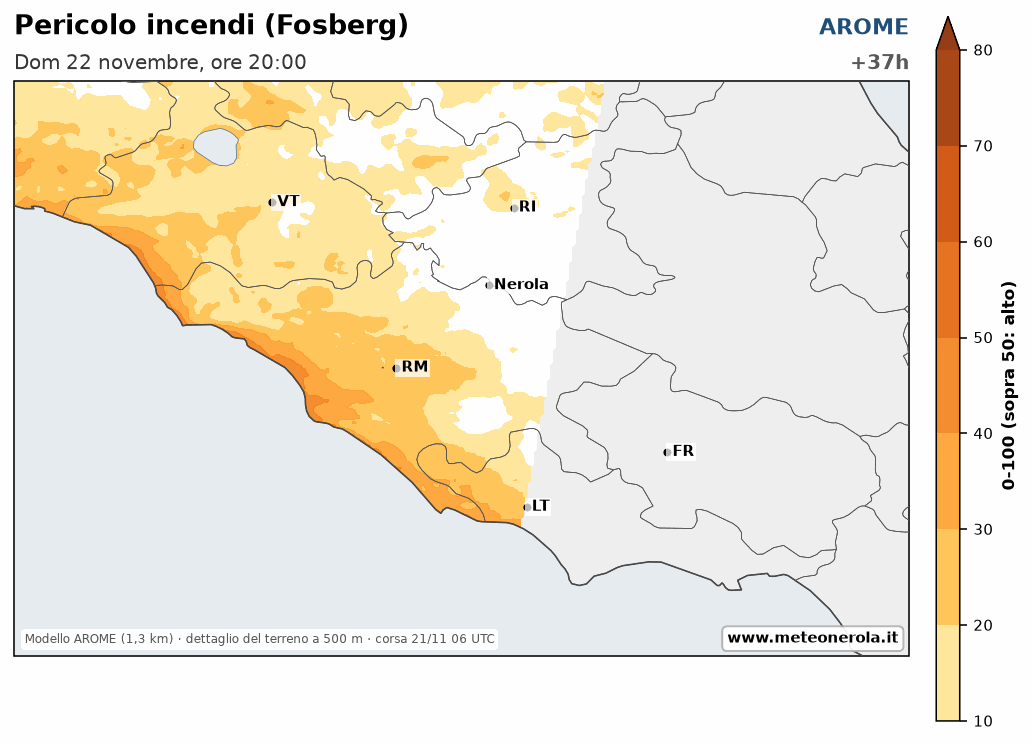 Pericolo incendi (Fosberg)
AROME
Dom 22 novembre, ore 20:00
+37h
80
70
60
50
40
30
20
10
0-100 (sopra 50: alto)
VT
RI
Nerola
RM
FR
LT
Modello AROME (1,3 km) · dettaglio del terreno a 500 m · corsa 21/11 06 UTC
www.meteonerola.it